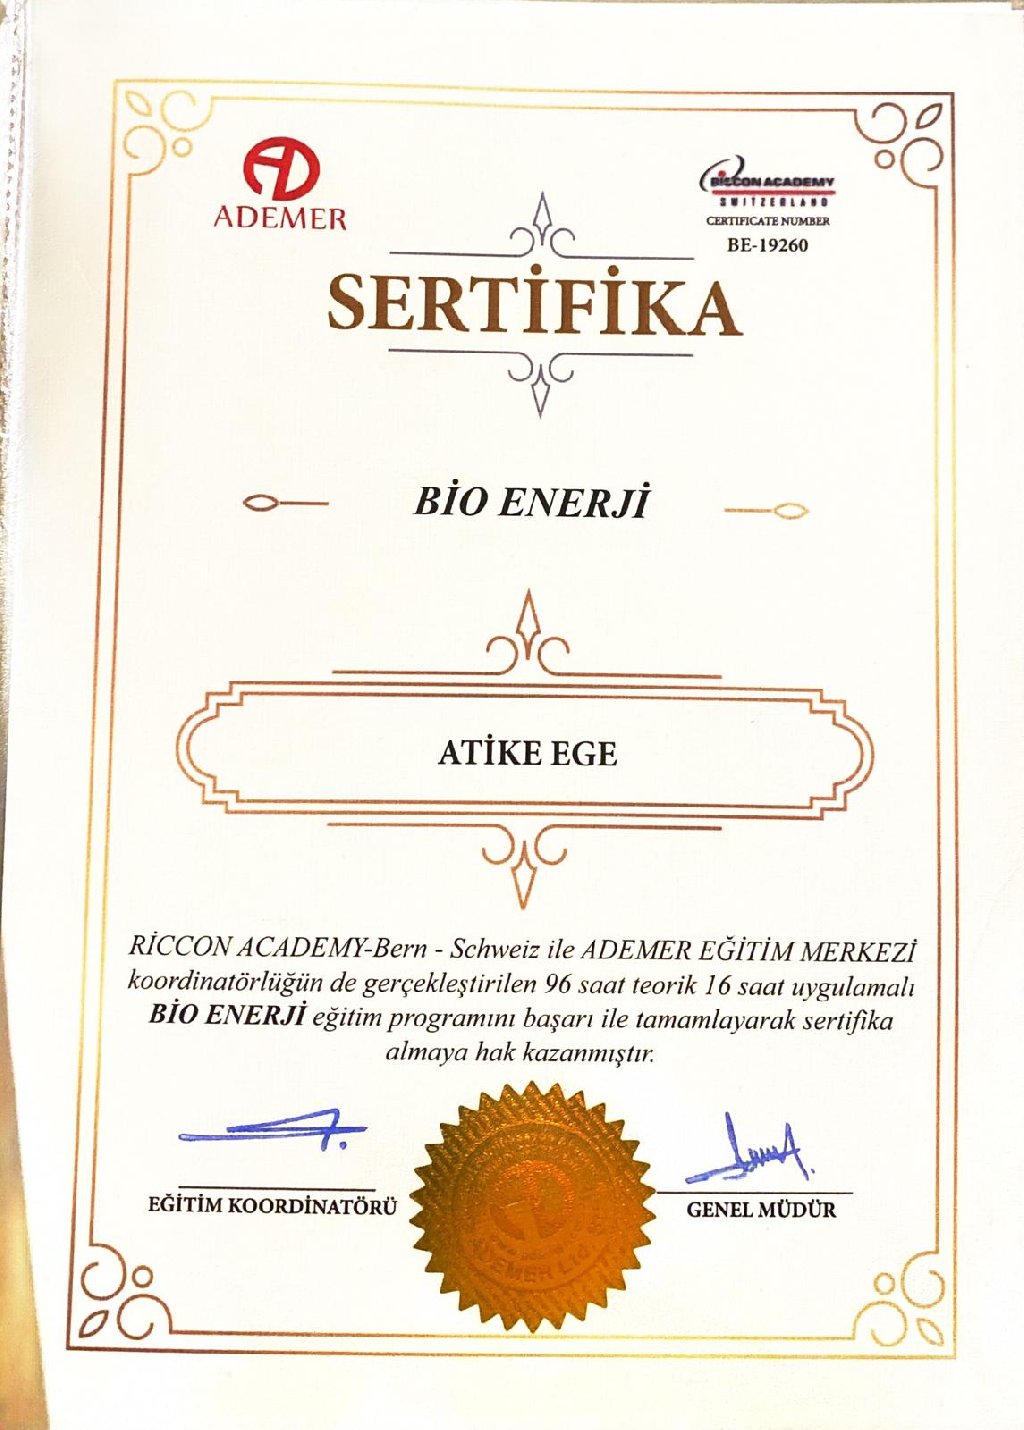 ADEMER
RICCON ACADEMY
SWITZERLAND
CERTIFICATE NUMBER
BE-19260
SERTİFİKA
BİO ENERJİ
ATİKE EGE
RİCCON ACADEMY-Bern - Schweiz ile ADEMER EĞİTİM MERKEZİ
koordinatörlüğün de gerçekleştirilen 96 saat teorik 16 saat uygulamalı
BİO ENERJİ eğitim programını başarı ile tamamlayarak sertifika
almaya hak kazanmıştır.
EĞİTİM KOORDİNATÖRÜ
GENEL MÜDÜR
ADEMER Ltd.